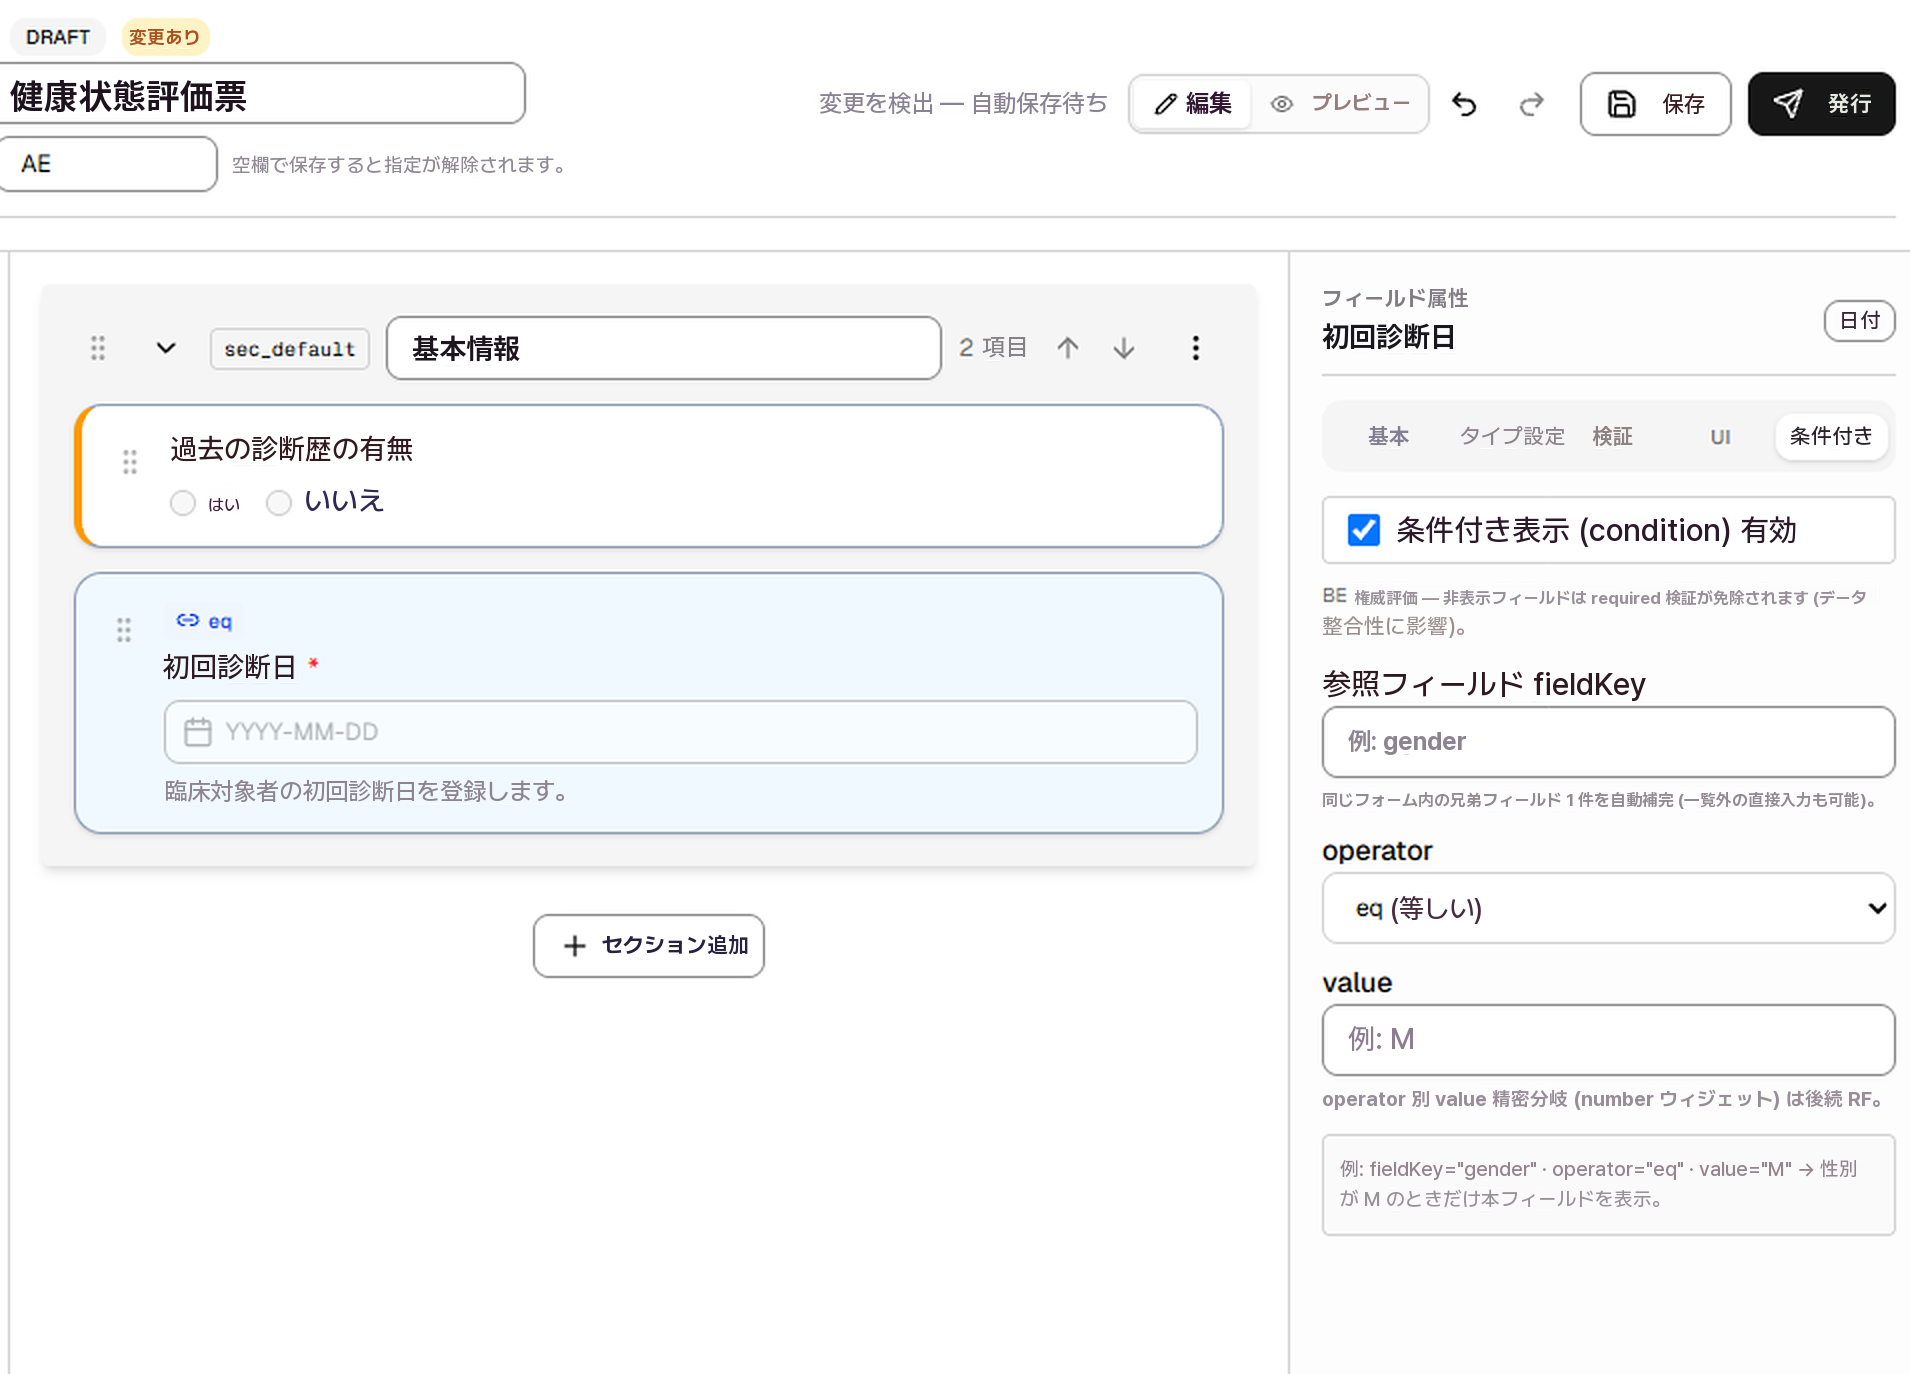 DRAFT 変更あり
健康状態評価票
変更を検出 — 自動保存待ち 編集 プレビュー 保存 発行
AE 空欄で保存すると指定が解除されます。
sec_default 基本情報 2 項目
過去の診断歴の有無
はい いいえ
eq
初回診断日 *
YYYY-MM-DD
臨床対象者の初回診断日を登録します。
セクション追加
フィールド属性
初回診断日 日付
基本 タイプ設定 検証 UI 条件付き
条件付き表示 (condition) 有効
BE 権威評価 — 非表示フィールドは required 検証が免除されます (データ
整合性に影響)。
参照フィールド fieldKey
例: gender
同じフォーム内の兄弟フィールド 1 件を自動補完 (一覧外の直接入力も可能)。
operator
eq (等しい)
value
例: M
operator 別 value 精密分岐 (number ウィジェット) は後続 RF。
例: fieldKey="gender" · operator="eq" · value="M" → 性別
が M のときだけ本フィールドを表示。